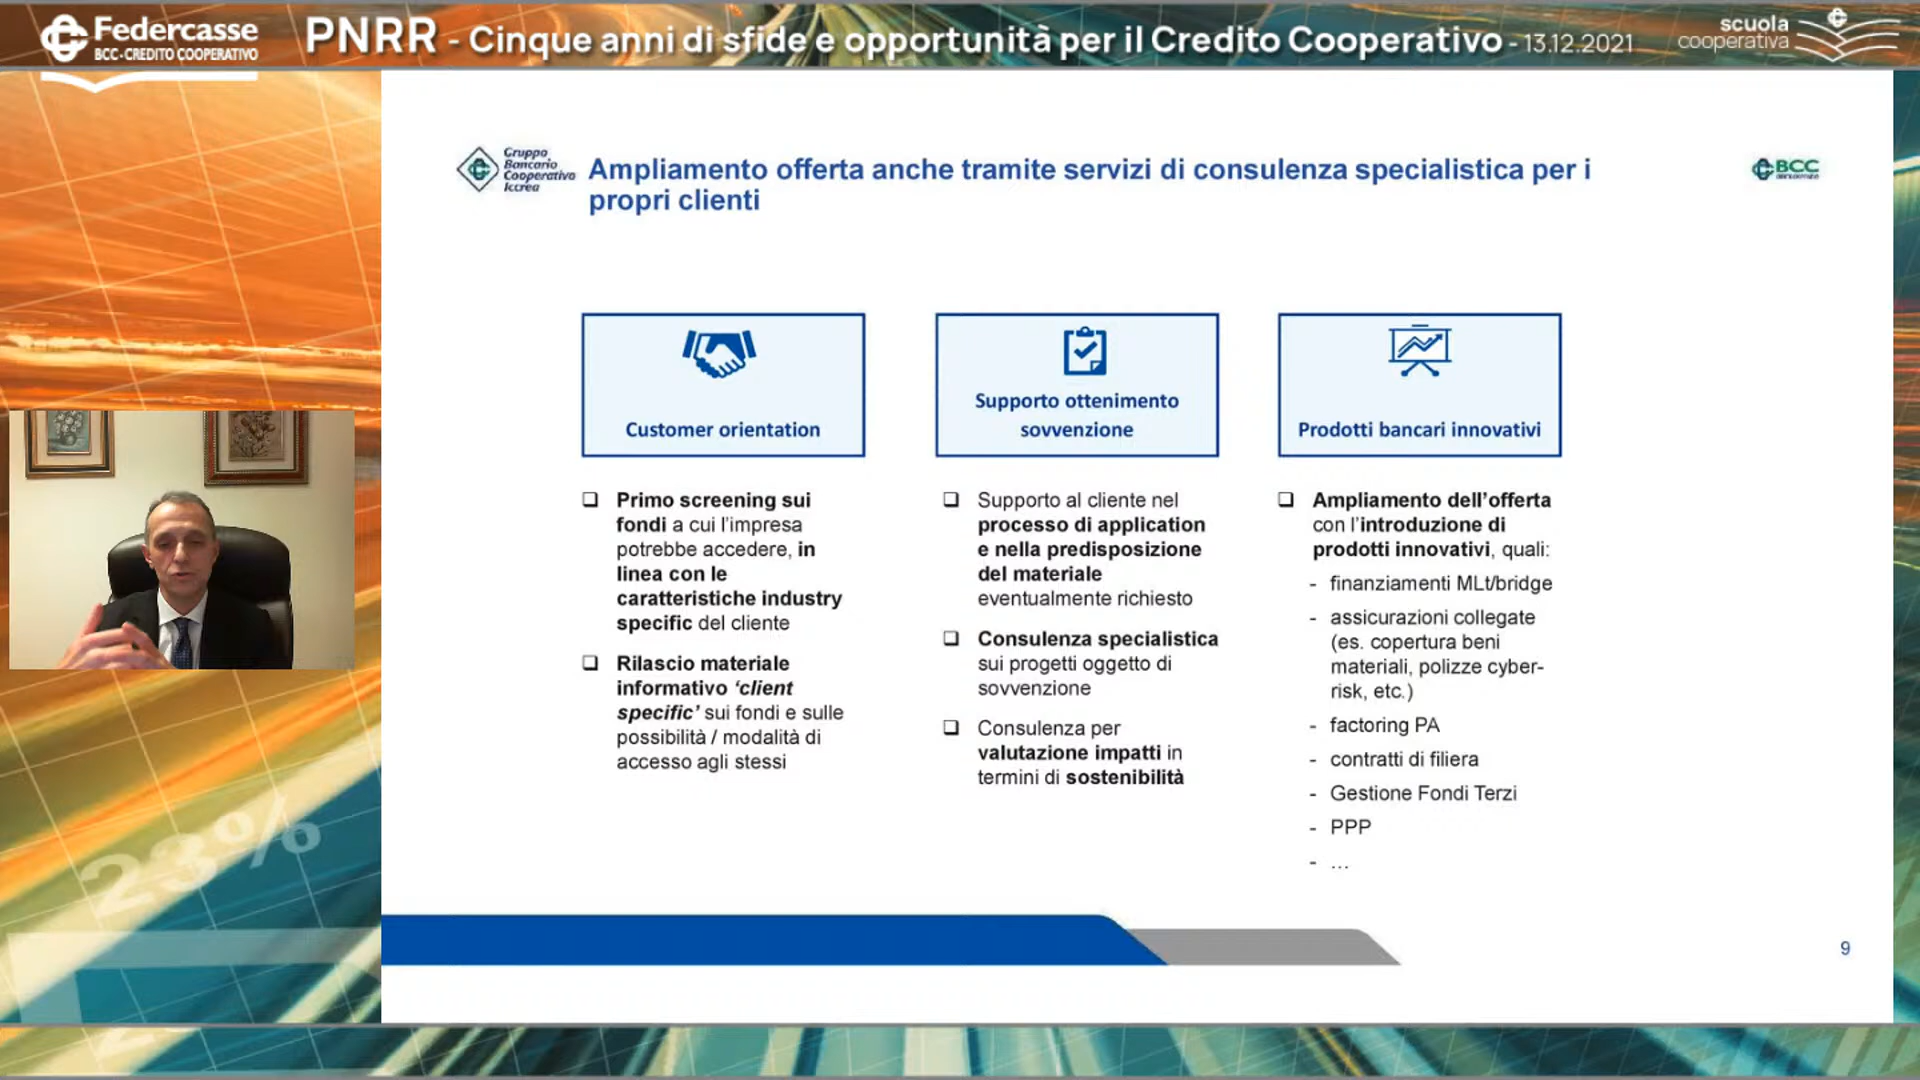 Federcasse
BCC-CREDITO COOPERATIVO
PNRR - Cinque anni di sfide e opportunità per il Credito Cooperativo - 13.12.2021
scuola
cooperativa
Gruppo
Bancario
Cooperativo
Iccrea
Ampliamento offerta anche tramite servizi di consulenza specialistica per i
propri clienti
BCC
Customer orientation
❑ Primo screening sui
fondi a cui l'impresa
potrebbe accedere, in
linea con le
caratteristiche industry
specific del cliente
❑ Rilascio materiale
informativo 'client
specific' sui fondi e sulle
possibilità / modalità di
accesso agli stessi
Supporto ottenimento
sovvenzione
❑ Supporto al cliente nel
processo di application
e nella predisposizione
del materiale
eventualmente richiesto
❑ Consulenza specialistica
sui progetti oggetto di
sovvenzione
❑ Consulenza per
valutazione impatti in
termini di sostenibilità
Prodotti bancari innovativi
❑ Ampliamento dell'offerta
con l'introduzione di
prodotti innovativi, quali:
- finanziamenti MLt/bridge
- assicurazioni collegate
(es. copertura beni
materiali, polizze cyber-
risk, etc.)
- factoring PA
- contratti di filiera
- Gestione Fondi Terzi
- PPP
- ...
23%
9